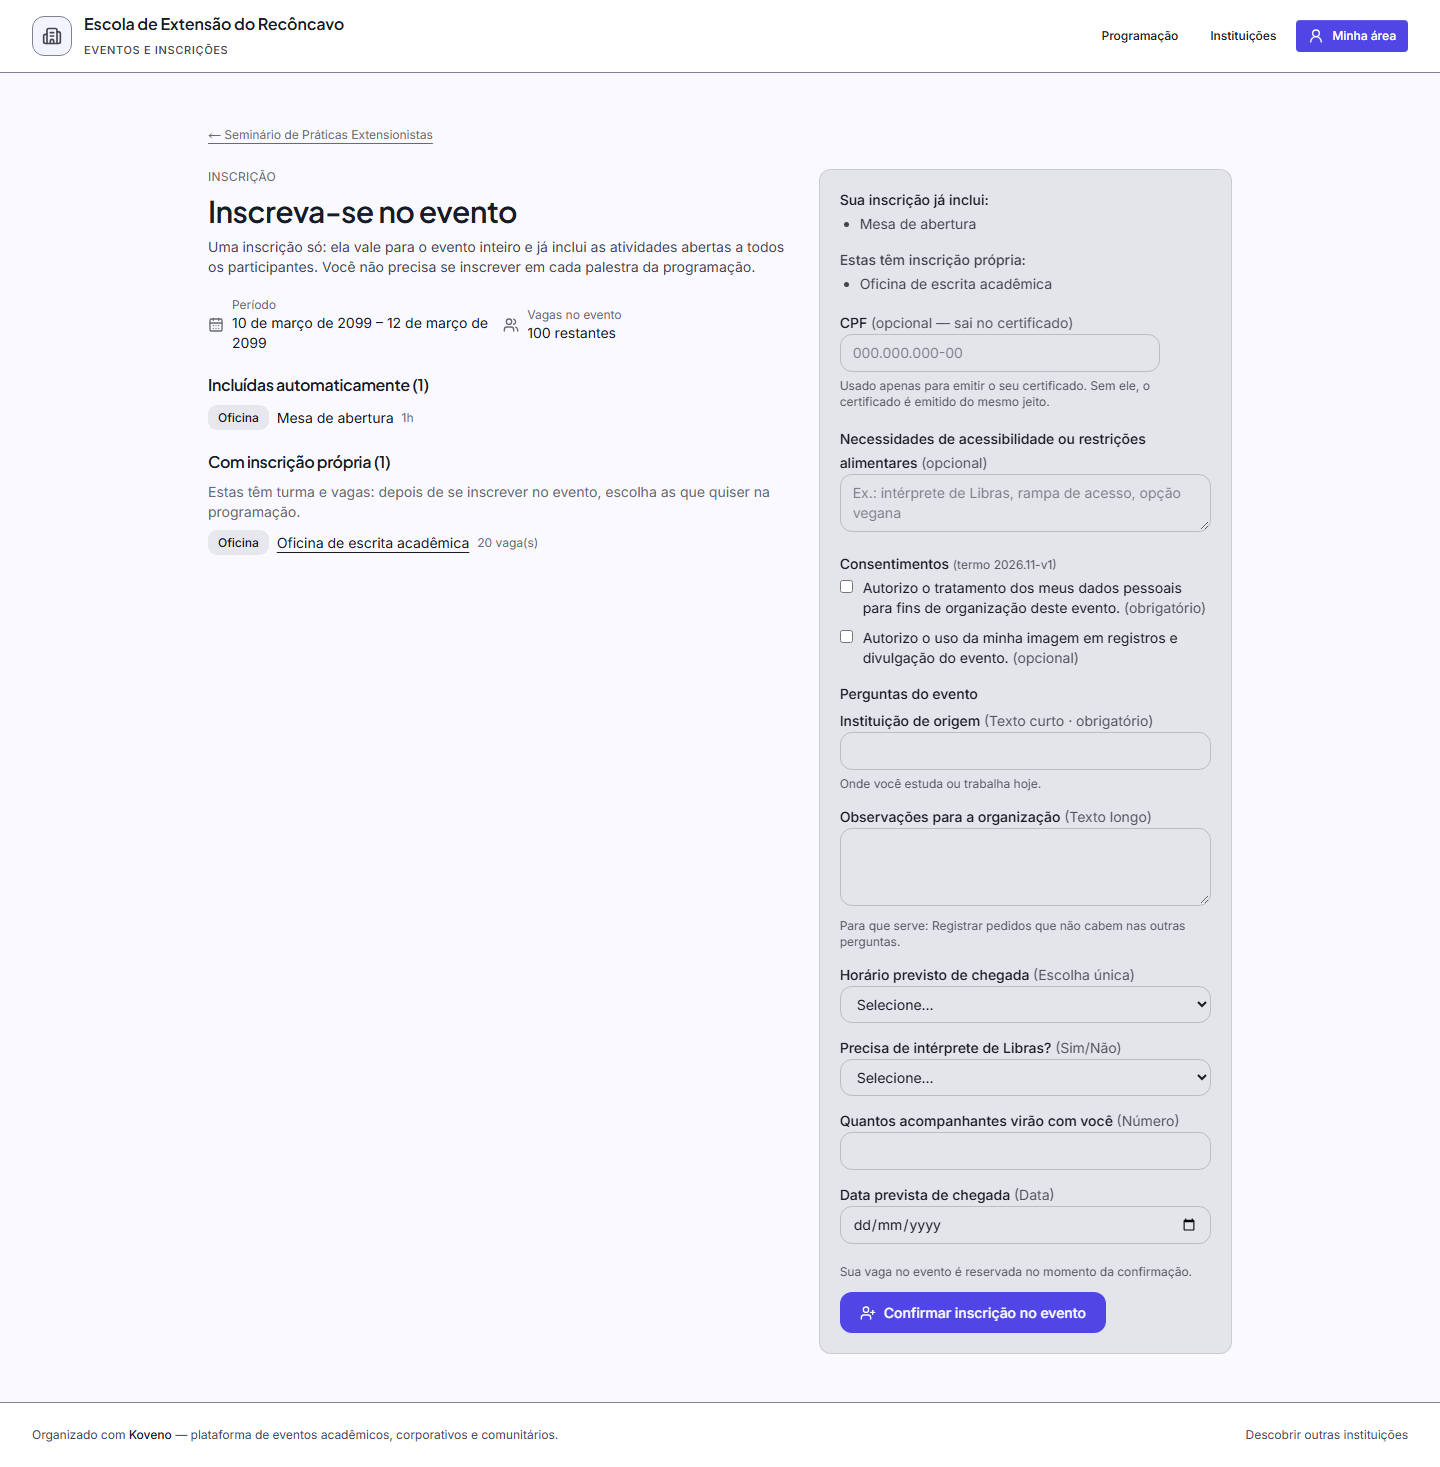 Escola de Extensão do Recôncavo
EVENTOS E INSCRIÇÕES
Programação
Instituições
Minha área
← Seminário de Práticas Extensionistas
INSCRIÇÃO
Inscreva-se no evento
Uma inscrição só: ela vale para o evento inteiro e já inclui as atividades abertas a todos
os participantes. Você não precisa se inscrever em cada palestra da programação.
Período
10 de março de 2099 – 12 de março de
2099
Vagas no evento
100 restantes
Incluídas automaticamente (1)
Oficina Mesa de abertura 1h
Com inscrição própria (1)
Estas têm turma e vagas: depois de se inscrever no evento, escolha as que quiser na
programação.
Oficina Oficina de escrita acadêmica 20 vaga(s)
Sua inscrição já inclui:
• Mesa de abertura
Estas têm inscrição própria:
• Oficina de escrita acadêmica
CPF (opcional — sai no certificado)
000.000.000-00
Usado apenas para emitir o seu certificado. Sem ele, o
certificado é emitido do mesmo jeito.
Necessidades de acessibilidade ou restrições
alimentares (opcional)
Ex.: intérprete de Libras, rampa de acesso, opção
vegana
Consentimentos (termo 2026.11-v1)
Autorizo o tratamento dos meus dados pessoais
para fins de organização deste evento. (obrigatório)
Autorizo o uso da minha imagem em registros e
divulgação do evento. (opcional)
Perguntas do evento
Instituição de origem (Texto curto · obrigatório)
Onde você estuda ou trabalha hoje.
Observações para a organização (Texto longo)
Para que serve: Registrar pedidos que não cabem nas outras
perguntas.
Horário previsto de chegada (Escolha única)
Selecione...
Precisa de intérprete de Libras? (Sim/Não)
Selecione...
Quantos acompanhantes virão com você (Número)
Data prevista de chegada (Data)
dd/mm/yyyy
Sua vaga no evento é reservada no momento da confirmação.
Confirmar inscrição no evento
Organizado com Koveno — plataforma de eventos acadêmicos, corporativos e comunitários.
Descobrir outras instituições